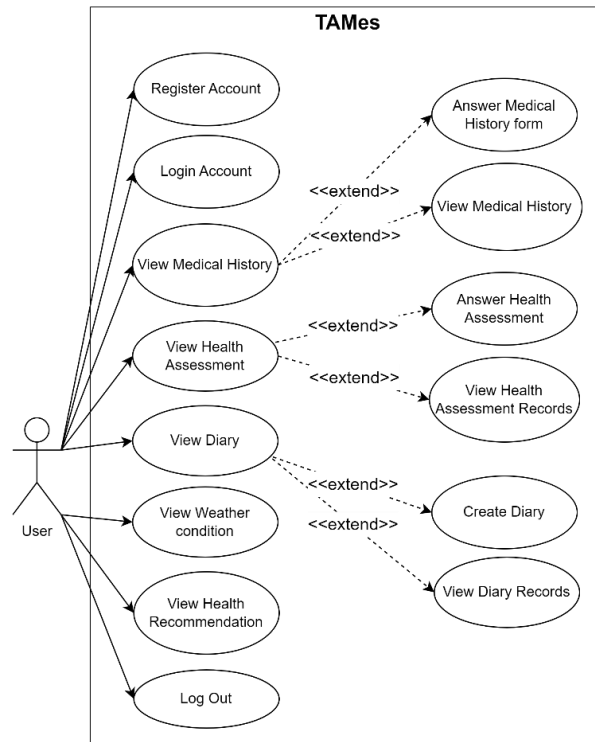 TAMes
Register Account
Answer Medical
History form
Login Account
<<extend>>
View Medical History
<<extend>>
View Medical History
Answer Health
Assessment
<<extend>>
View Health
Assessment
<<extend>>
View Health
Assessment Records
View Diary
<<extend>>
Create Diary
<<extend>>
View Weather
condition
User
View Diary Records
View Health
Recommendation
Log Out